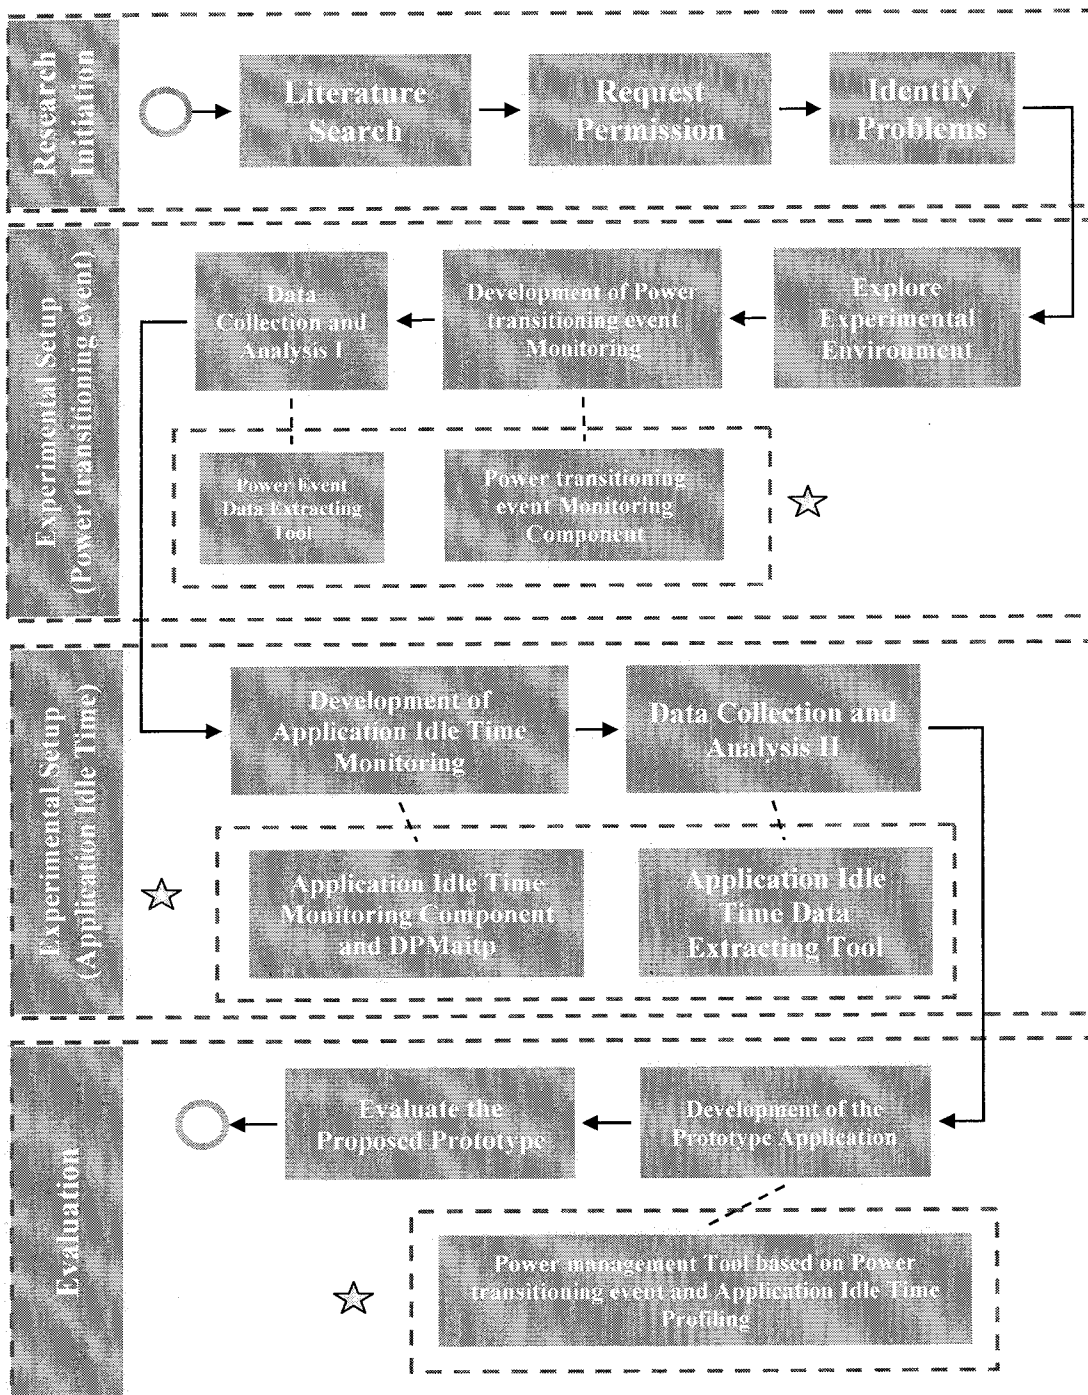 Research
Initiation
Literature
Search
Request
Permission
Identify
Problems
Experimental Setup
(Power transitioning event)
Data
Collection and
Analysis I
Development of Power
transitioning event
Monitoring
Explore
Experimental
Environment
Power Event
Data Extracting
Tool
Power transitioning
event Monitoring
Component
Experimental Setup
(Application Idle Time)
Development of
Application Idle Time
Monitoring
Data Collection and
Analysis II
Application Idle Time
Monitoring Component
and DPMaitp
Application Idle
Time Data
Extracting Tool
Evaluation
Evaluate the
Proposed Prototype
Development of the
Prototype Application
Power management Tool based on Power
transitioning event and Application Idle Time
Profiling